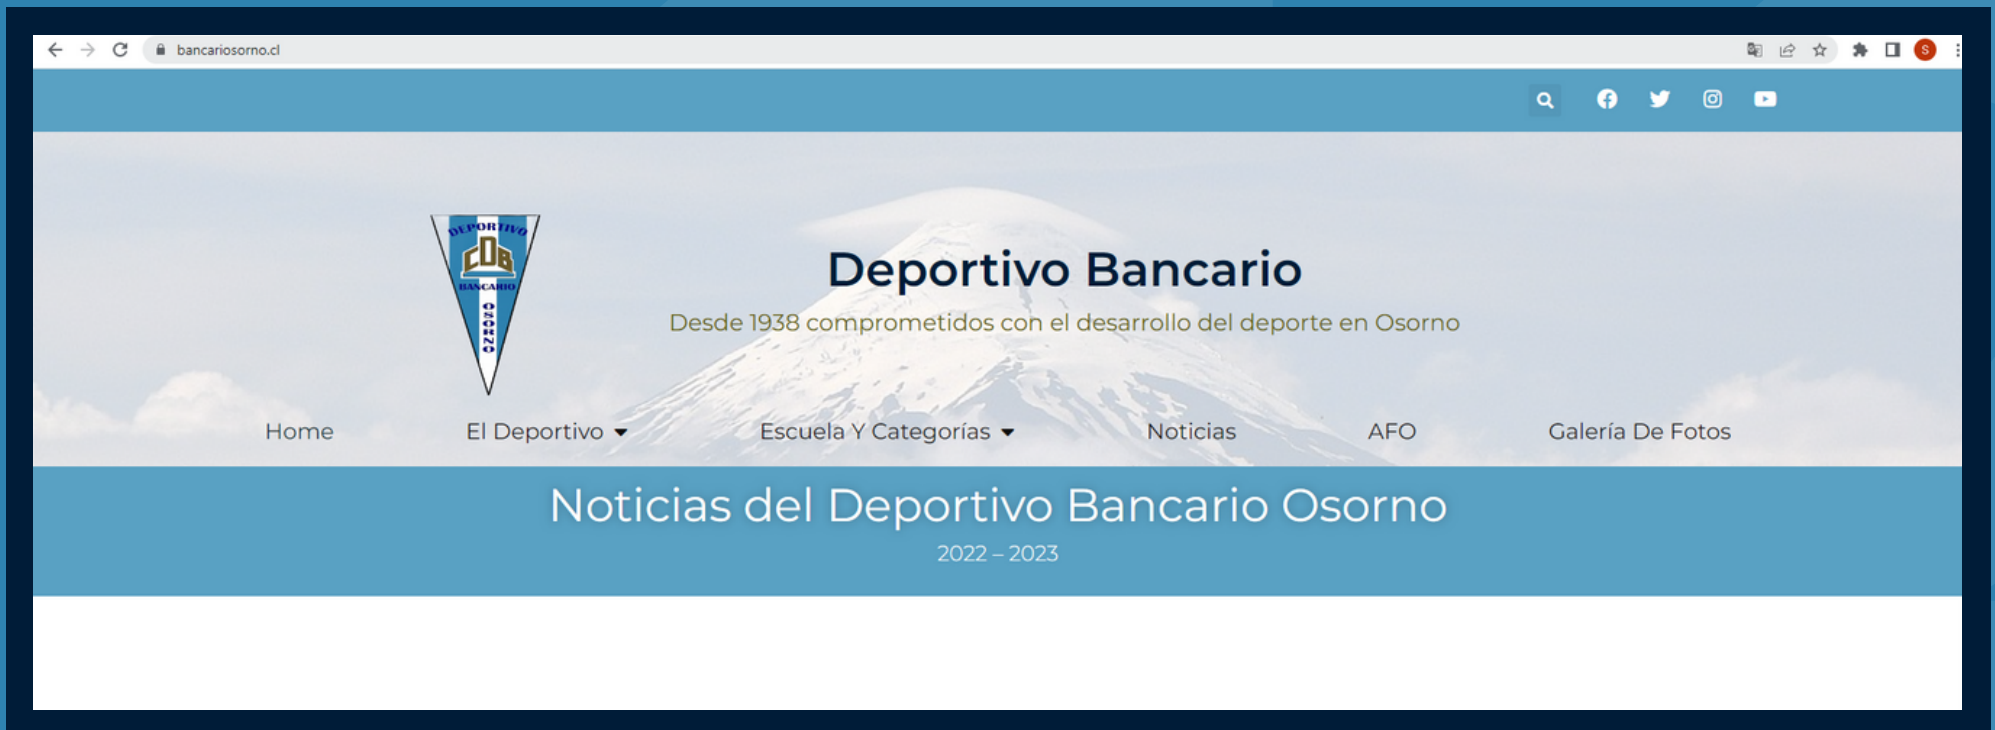 bancariosorno.cl
S
DEPORTIVO
CDB
BANCARIO
OSORNO
Deportivo Bancario
Desde 1938 comprometidos con el desarrollo del deporte en Osorno
Home El Deportivo Escuela Y Categorías Noticias AFO Galería De Fotos
Noticias del Deportivo Bancario Osorno
2022 – 2023